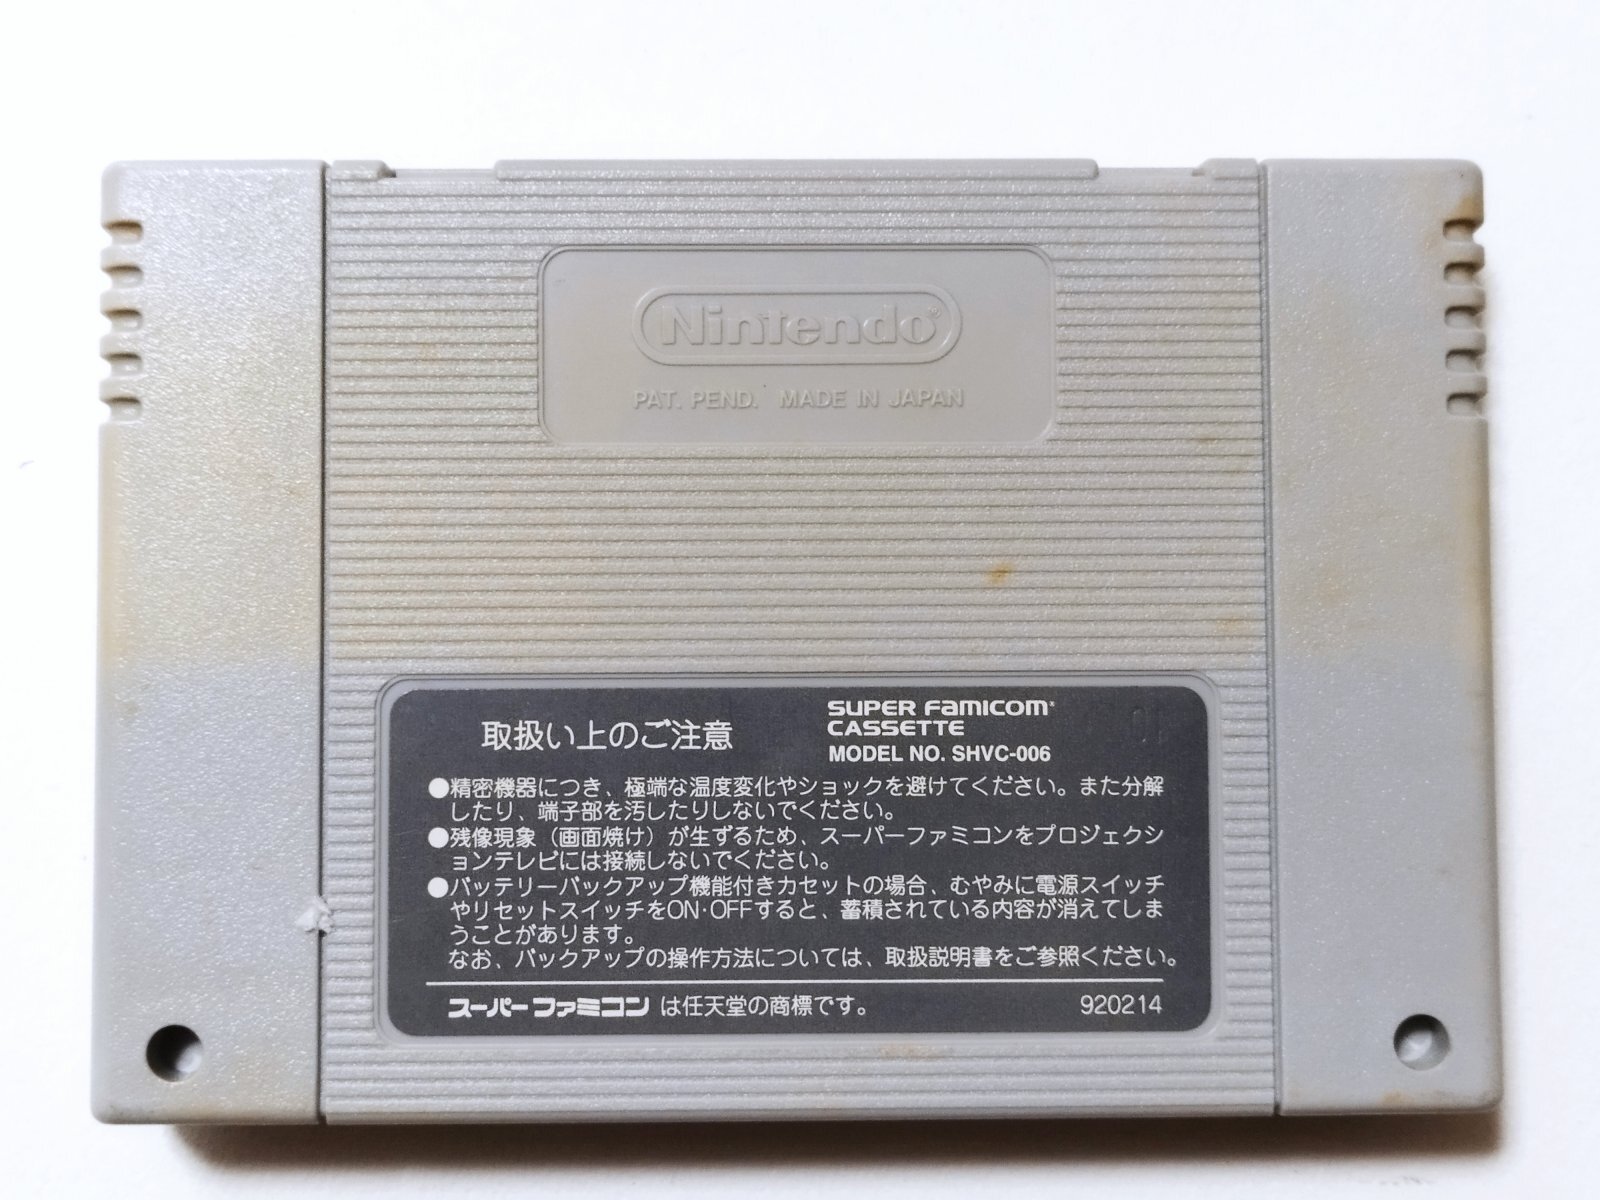 Nintendo®
PAT. PEND. MADE IN JAPAN
取扱い上のご注意
SUPER FAMICOM
CASSETTE
MODEL NO. SHVC-006
●精密機器につき、極端な温度変化やショックを避けてください。また分解
したり、端子部を汚したりしないでください。
●残像現象（画面焼け）が生ずるため、スーパーファミコンをプロジェクシ
ョンテレビには接続しないでください。
●バッテリーバックアップ機能付きカセットの場合、むやみに電源スイッチ
やリセットスイッチをON・OFFすると、蓄積されている内容が消えてしま
うことがあります。
なお、バックアップの操作方法については、取扱説明書をご参照ください。
スーパーファミコン は任天堂の商標です。 920214